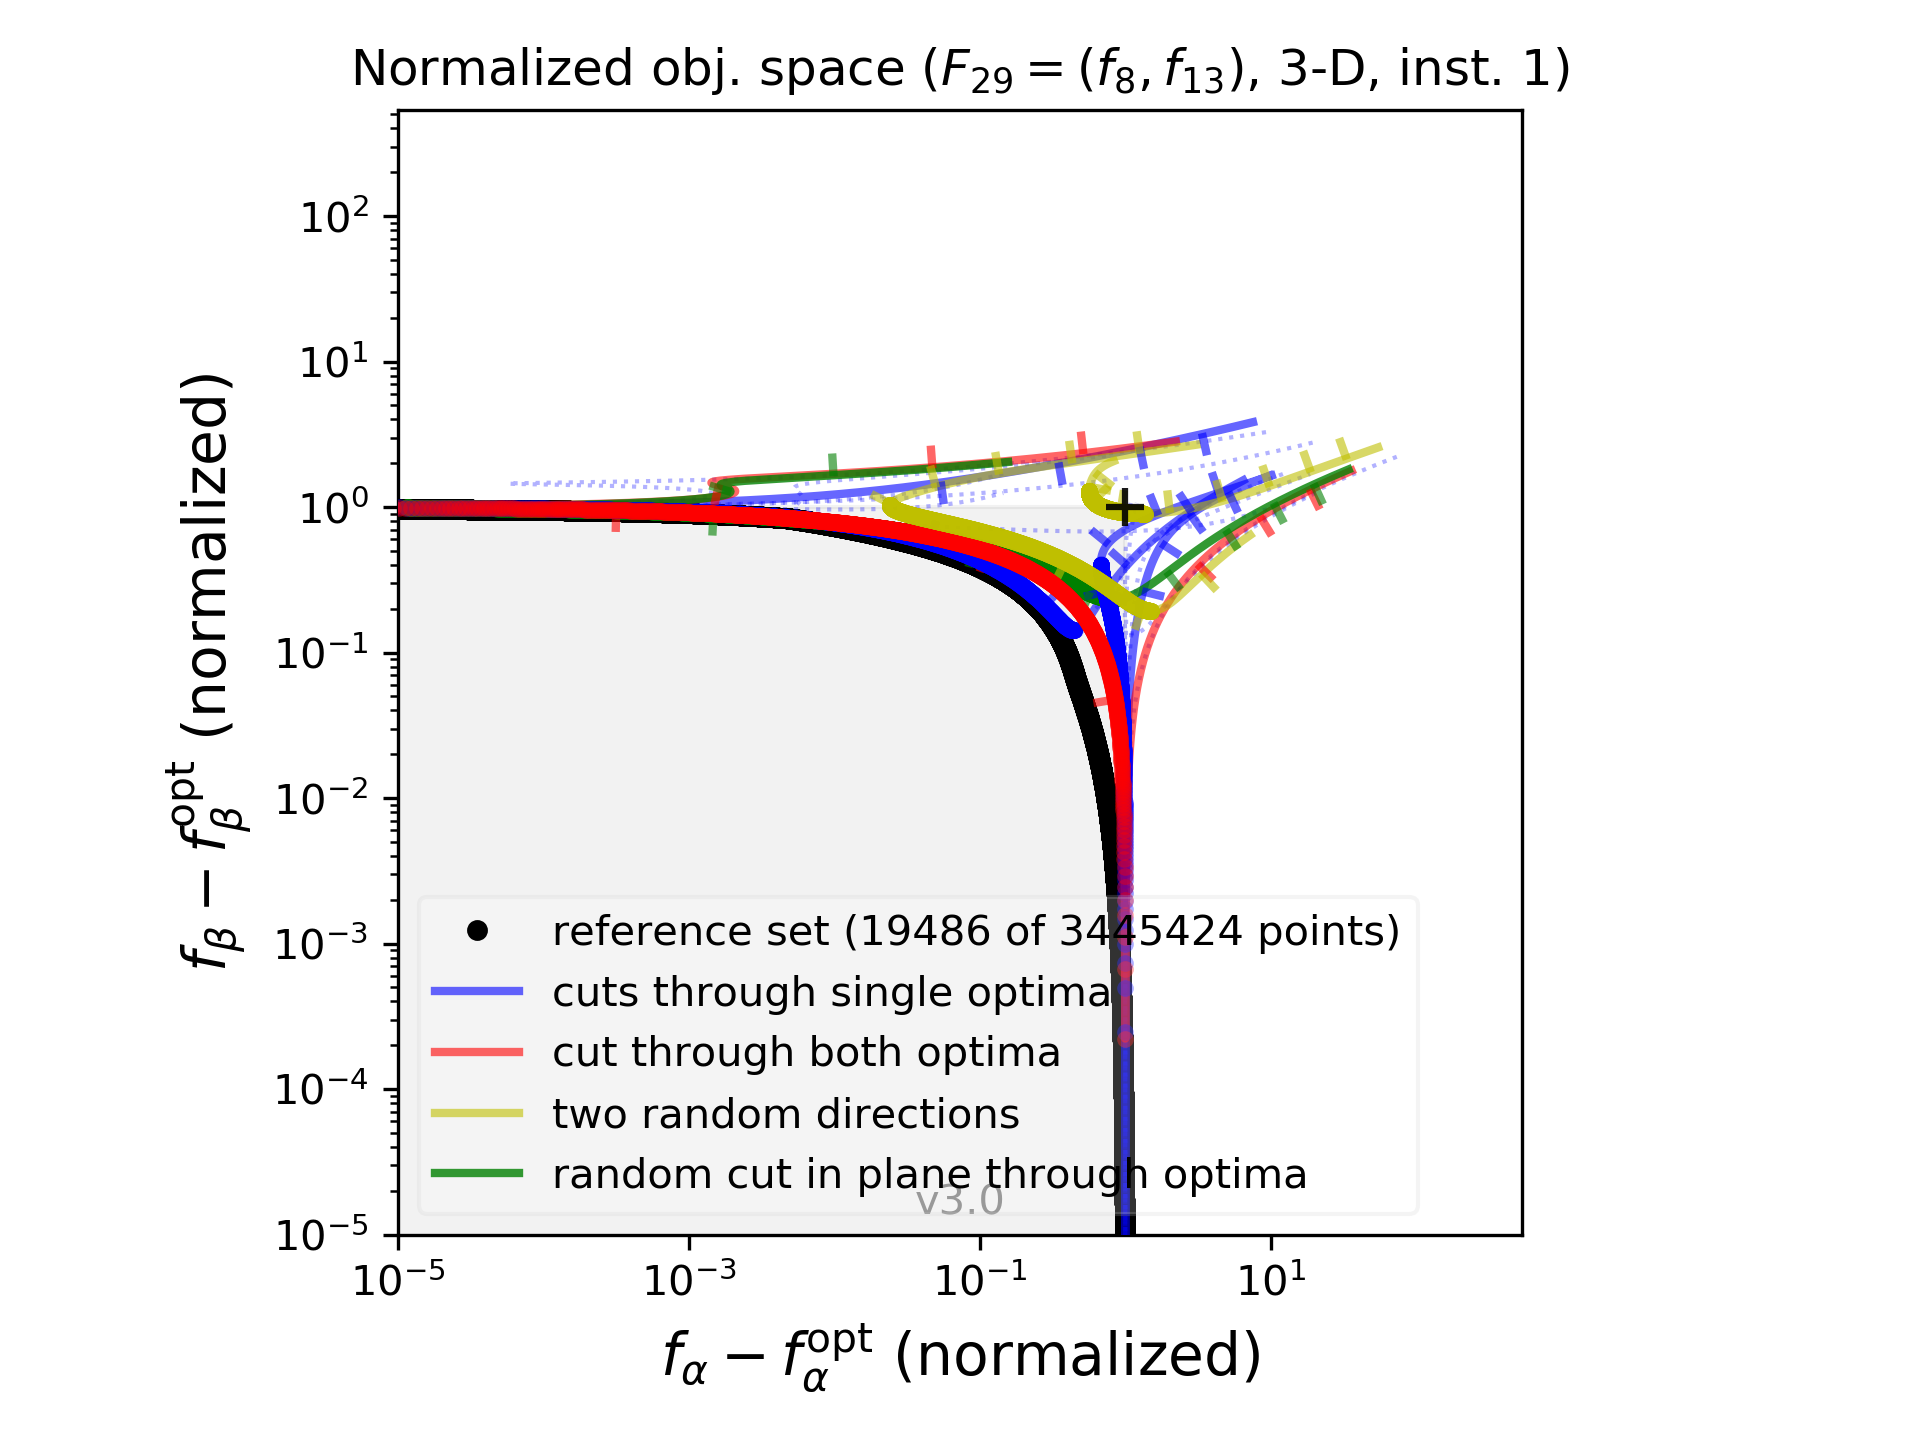 Normalized obj. space (F₂₉ = (f₈, f₁₃), 3-D, inst. 1)
10²
10¹
10⁰
10⁻¹
10⁻²
10⁻³
10⁻⁴
10⁻⁵
f_β − f_β^opt (normalized)
reference set (19486 of 3445424 points)
cuts through single optima
cut through both optima
two random directions
random cut in plane through optima
v3.0
10⁻⁵ 10⁻³ 10⁻¹ 10¹
f_α − f_α^opt (normalized)